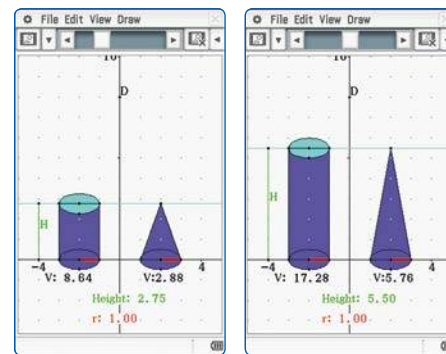 File Edit View Draw
10
D
H
-4
4
V: 8.64
V:2.88
Height: 2.75
r: 1.00
File Edit View Draw
10
D
H
-4
4
V: 17.28
V:5.76
Height: 5.50
r: 1.00